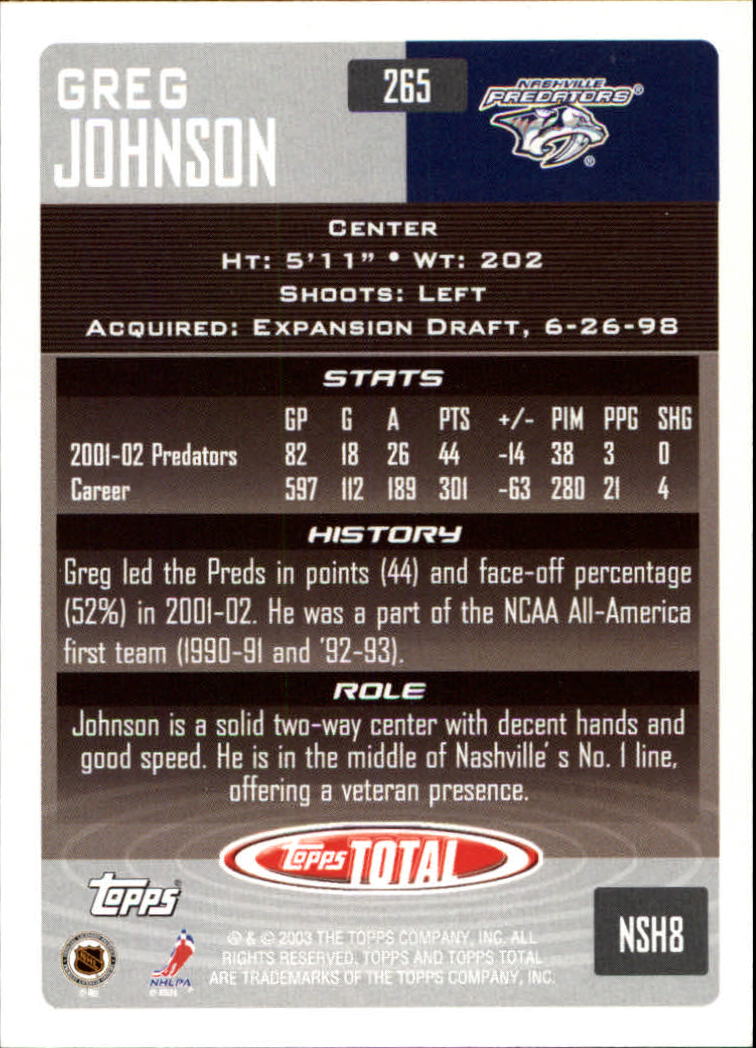 GREG
JOHNSON
265
NASHVILLE
PREDATORS®
®
CENTER
HT: 5'11" • WT: 202
SHOOTS: LEFT
ACQUIRED: EXPANSION DRAFT, 6-26-98
STATS
GP G A PTS +/- PIM PPG SHG
2001-02 Predators 82 18 26 44 -14 38 3 0
Career 597 112 189 301 -63 280 21 4
HISTORY
Greg led the Preds in points (44) and face-off percentage
(52%) in 2001-02. He was a part of the NCAA All-America
first team (1990-91 and '92-93).
ROLE
Johnson is a solid two-way center with decent hands and
good speed. He is in the middle of Nashville' s No. 1 line,
offering a veteran presence.
topps TOTAL
topps®
NSH8
® & © 2003 THE TOPPS COMPANY, INC. ALL
RIGHTS RESERVED. TOPPS AND TOPPS TOTAL
ARE TRADEMARKS OF THE TOPPS COMPANY, INC.
NHL
NHLPA